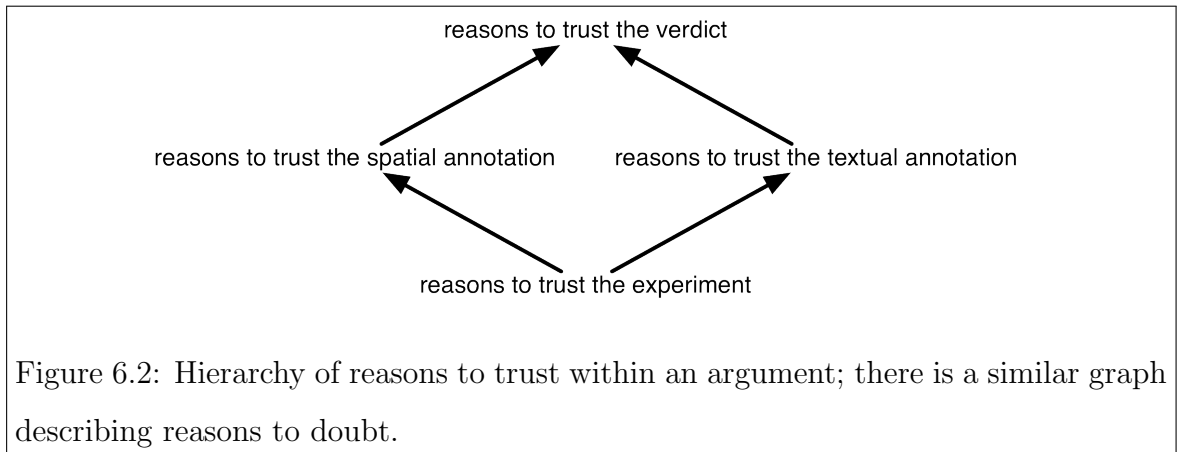 reasons to trust the verdict
reasons to trust the spatial annotation
reasons to trust the textual annotation
reasons to trust the experiment
Figure 6.2: Hierarchy of reasons to trust within an argument; there is a similar graph
describing reasons to doubt.